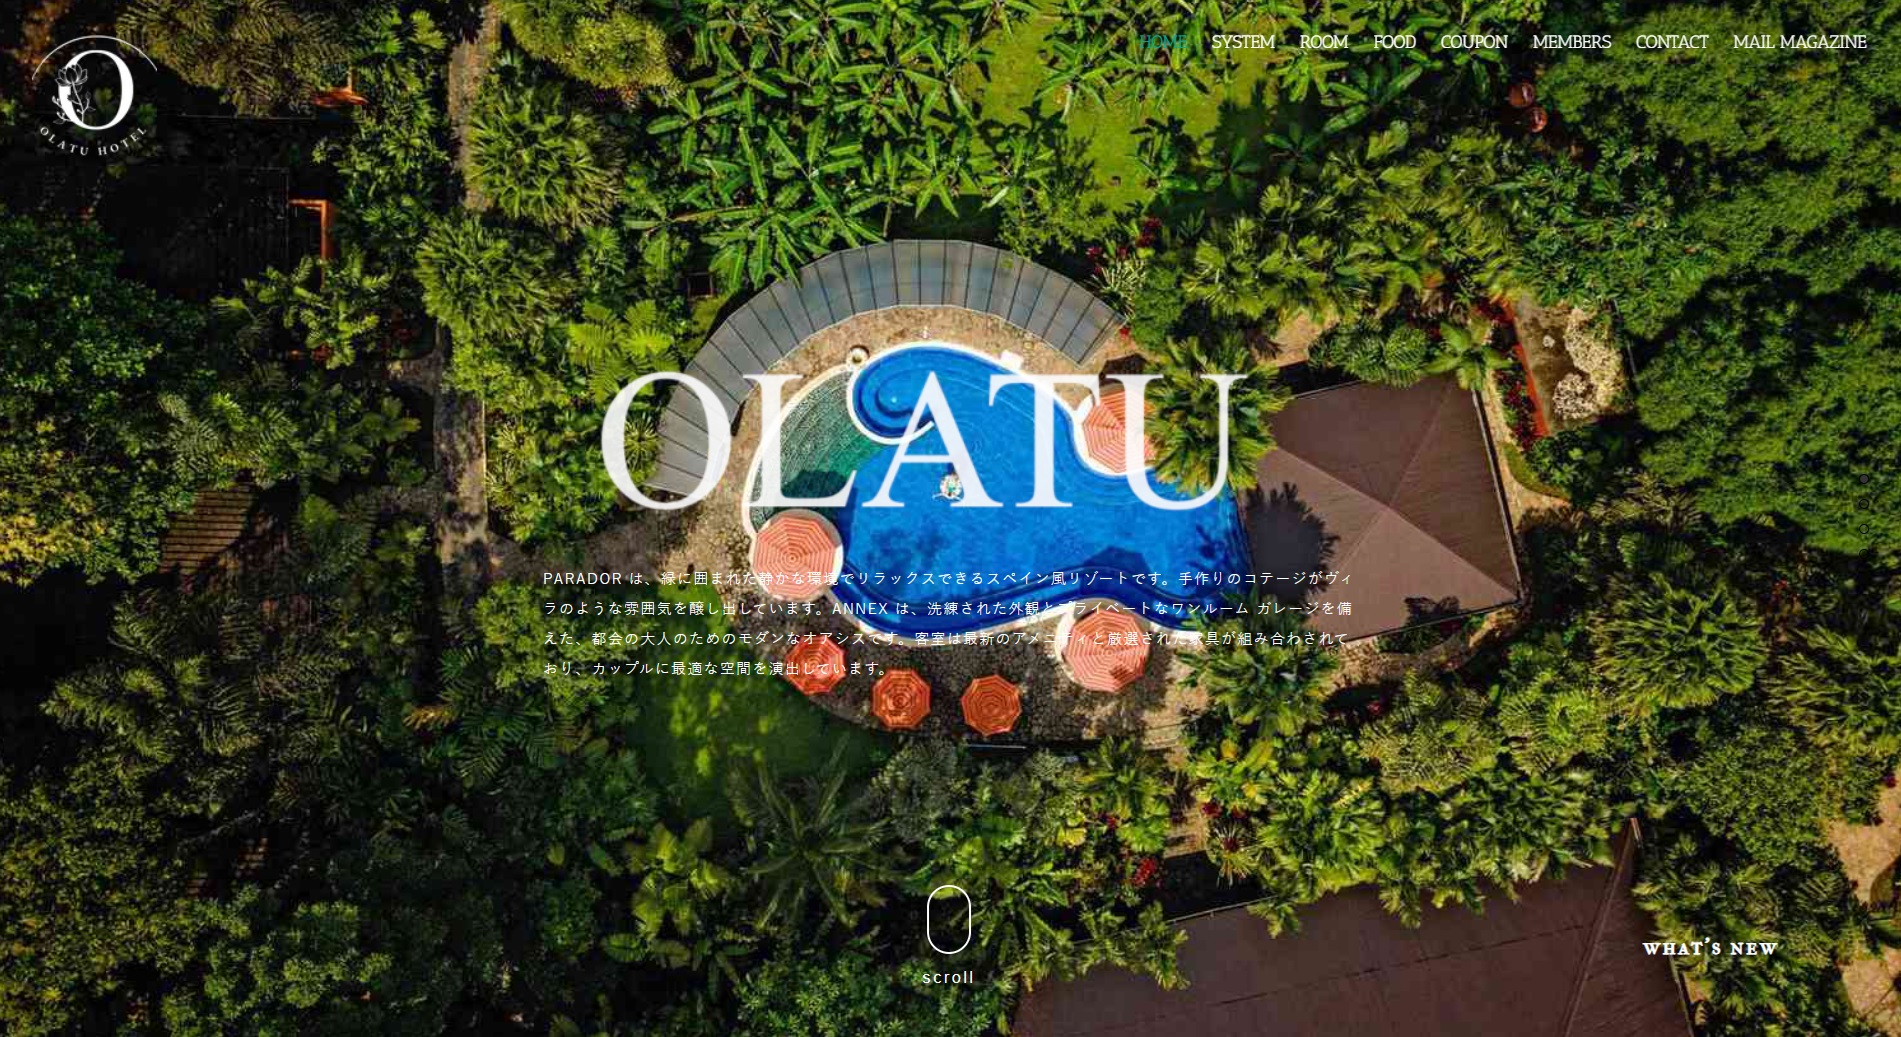 OLATU HOTEL
HOME SYSTEM ROOM FOOD COUPON MEMBERS CONTACT MAIL MAGAZINE
OLATU
PARADOR は、緑に囲まれた静かな環境でリラックスできるスペイン風リゾートです。手作りのコテージがヴィ
ラのような雰囲気を醸し出しています。ANNEX は、洗練された外観とプライベートなワンルーム ガレージを備
えた、都会の大人のためのモダンなオアシスです。客室は最新のアメニティと厳選された家具が組み合わされて
おり、カップルに最適な空間を演出しています。
scroll
WHAT'S NEW